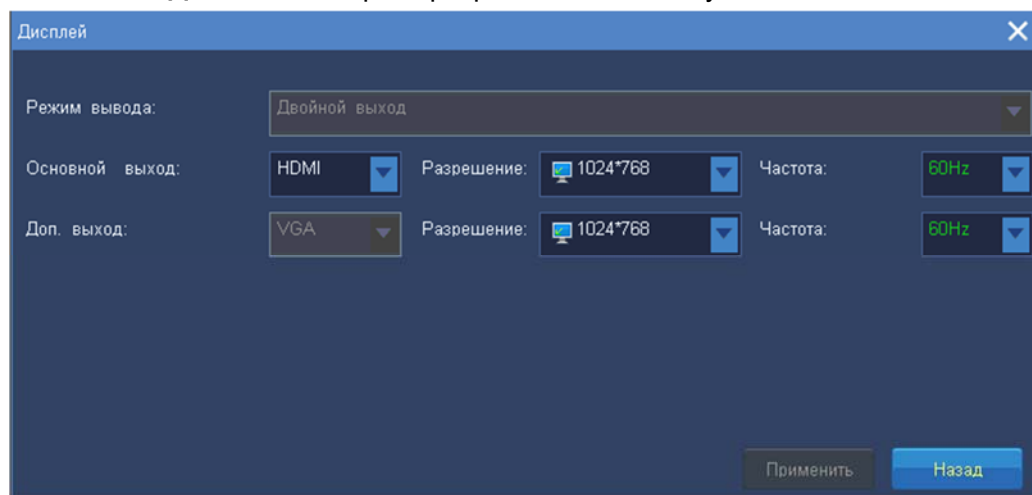 Дисплей
Режим вывода: Двойной выход
Основной выход: HDMI Разрешение: 1024*768 Частота: 60Hz
Доп. выход: VGA Разрешение: 1024*768 Частота: 60Hz
Применить Назад